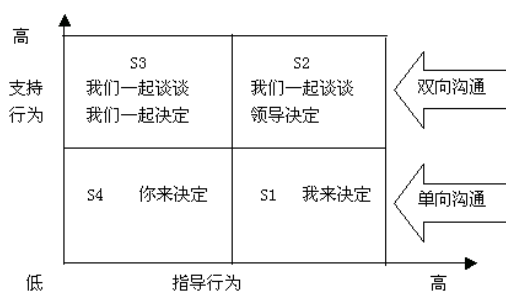 高
S3
S2
支持
我们一起谈谈
我们一起谈谈
双向沟通
行为
我们一起决定
领导决定
S4 你来决定
S1 我来决定
单向沟通
低
指导行为
高